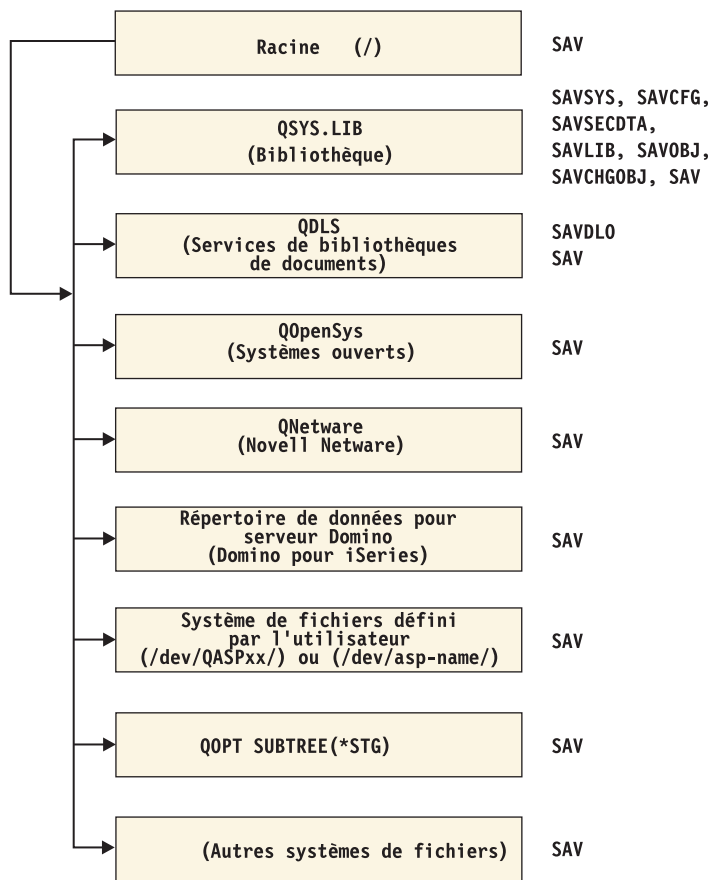 Racine (/)
SAV
QSYS.LIB
(Bibliothèque)
SAVSYS, SAVCFG,
SAVSECDTA,
SAVLIB, SAVOBJ,
SAVCHGOBJ, SAV
QDLS
(Services de bibliothèques
de documents)
SAVDLO
SAV
QOpenSys
(Systèmes ouverts)
SAV
QNetware
(Novell Netware)
SAV
Répertoire de données pour
serveur Domino
(Domino pour iSeries)
SAV
Système de fichiers défini
par l'utilisateur
(/dev/QASPxx/) ou (/dev/asp-name/)
SAV
QOPT SUBTREE(*STG)
SAV
(Autres systèmes de fichiers)
SAV